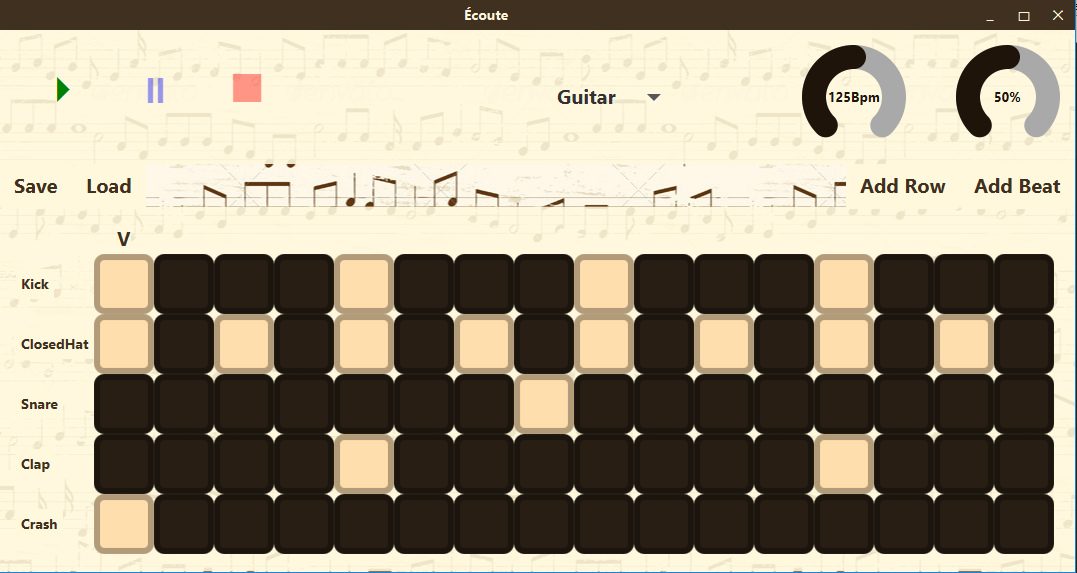 Écoute
Guitar
125Bpm
50%
Save
Load
Add Row
Add Beat
V
Kick
ClosedHat
Snare
Clap
Crash